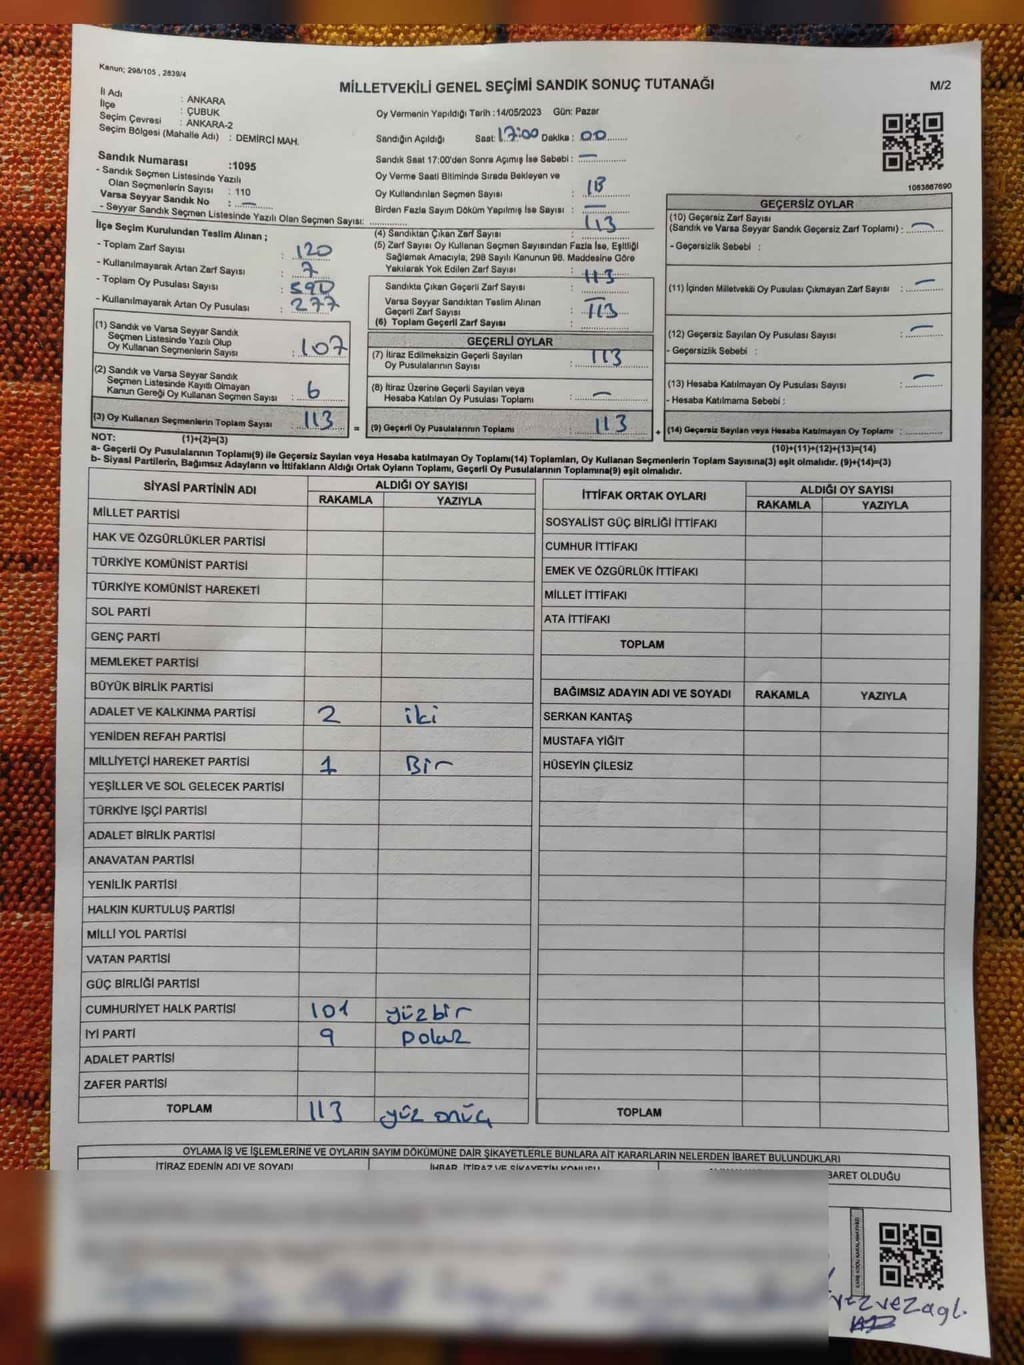 Kanun; 298/105 , 2839/4
MİLLETVEKİLİ GENEL SEÇİMİ SANDIK SONUÇ TUTANAĞI
M/2
İl Adı : ANKARA
İlçe : ÇUBUK
Seçim Çevresi : ANKARA-2
Seçim Bölgesi (Mahalle Adı) : DEMİRCİ MAH.
Sandık Numarası :1095
- Sandık Seçmen Listesinde Yazılı
Olan Seçmenlerin Sayısı : 110
Varsa Seyyar Sandık No : —
- Seyyar Sandık Seçmen Listesinde Yazılı Olan Seçmen Sayısı:
Oy Vermenin Yapıldığı Tarih :14/05/2023 Gün: Pazar
Sandığın Açıldığı Saat: 17:00 Dakika : 00
Sandık Saat 17:00'den Sonra Açılmış İse Sebebi : —
Oy Verme Saati Bitiminde Sırada Bekleyen ve
Oy Kullandırılan Seçmen Sayısı :
Birden Fazla Sayım Döküm Yapılmış İse Sayısı : —
1083867690
İlçe Seçim Kurulundan Teslim Alınan ;
- Toplam Zarf Sayısı : 120
- Kullanılmayarak Artan Zarf Sayısı : 7
- Toplam Oy Pusulası Sayısı :
- Kullanılmayarak Artan Oy Pusulası : 277
(1) Sandık ve Varsa Seyyar Sandık
Seçmen Listesinde Yazılı Olup
Oy Kullanan Seçmenlerin Sayısı : 107
(2) Sandık ve Varsa Seyyar Sandık
Seçmen Listesinde Kayıtlı Olmayan
Kanun Gereği Oy Kullanan Seçmen Sayısı : 6
(3) Oy Kullanan Seçmenlerin Toplam Sayısı : 113
(4) Sandıktan Çıkan Zarf Sayısı : 113
(5) Zarf Sayısı Oy Kullanan Seçmen Sayısından Fazla İse, Eşitliği
Sağlamak Amacıyla, 298 Sayılı Kanunun 98. Maddesine Göre
Yakılarak Yok Edilen Zarf Sayısı :
Sandıkta Çıkan Geçerli Zarf Sayısı : 113
Varsa Seyyar Sandıktan Teslim Alınan
Geçerli Zarf Sayısı :
(6) Toplam Geçerli Zarf Sayısı : 113
GEÇERLİ OYLAR
(7) İtiraz Edilmeksizin Geçerli Sayılan
Oy Pusulalarının Sayısı : 113
(8) İtiraz Üzerine Geçerli Sayılan veya
Hesaba Katılan Oy Pusulası Toplamı : —
= (9) Geçerli Oy Pusulalarının Toplamı : 113
GEÇERSİZ OYLAR
(10) Geçersiz Zarf Sayısı
(Sandık ve Varsa Seyyar Sandık Geçersiz Zarf Toplamı) : —
- Geçersizlik Sebebi :
(11) İçinden Milletvekili Oy Pusulası Çıkmayan Zarf Sayısı : —
(12) Geçersiz Sayılan Oy Pusulası Sayısı : —
- Geçersizlik Sebebi :
(13) Hesaba Katılmayan Oy Pusulası Sayısı : —
- Hesaba Katılmama Sebebi :
+ (14) Geçersiz Sayılan veya Hesaba Katılmayan Oy Toplamı :
NOT: (1)+(2)=(3)
(10)+(11)+(12)+(13)=(14)
a- Geçerli Oy Pusulalarının Toplamı(9) ile Geçersiz Sayılan veya Hesaba katılmayan Oy Toplamı(14) Toplamları, Oy Kullanan Seçmenlerin Toplam Sayısına(3) eşit olmalıdır. (9)+(14)=(3)
b- Siyasi Partilerin, Bağımsız Adayların ve İttifakların Aldığı Ortak Oyların Toplamı, Geçerli Oy Pusulalarının Toplamına(9) eşit olmalıdır.
SİYASİ PARTİNİN ADI ALDIĞI OY SAYISI
RAKAMLA YAZIYLA
MİLLET PARTİSİ
HAK VE ÖZGÜRLÜKLER PARTİSİ
TÜRKİYE KOMÜNİST PARTİSİ
TÜRKİYE KOMÜNİST HAREKETİ
SOL PARTİ
GENÇ PARTİ
MEMLEKET PARTİSİ
BÜYÜK BİRLİK PARTİSİ
ADALET VE KALKINMA PARTİSİ 2 iki
YENİDEN REFAH PARTİSİ
MİLLİYETÇİ HAREKET PARTİSİ 1 Bir
YEŞİLLER VE SOL GELECEK PARTİSİ
TÜRKİYE İŞÇİ PARTİSİ
ADALET BİRLİK PARTİSİ
ANAVATAN PARTİSİ
YENİLİK PARTİSİ
HALKIN KURTULUŞ PARTİSİ
MİLLİ YOL PARTİSİ
VATAN PARTİSİ
GÜÇ BİRLİĞİ PARTİSİ
CUMHURİYET HALK PARTİSİ 101 yüzbir
İYİ PARTİ 9 Dokuz
ADALET PARTİSİ
ZAFER PARTİSİ
TOPLAM 113 yüz onüç
İTTİFAK ORTAK OYLARI ALDIĞI OY SAYISI
RAKAMLA YAZIYLA
SOSYALİST GÜÇ BİRLİĞİ İTTİFAKI
CUMHUR İTTİFAKI
EMEK VE ÖZGÜRLÜK İTTİFAKI
MİLLET İTTİFAKI
ATA İTTİFAKI
TOPLAM
BAĞIMSIZ ADAYIN ADI VE SOYADI RAKAMLA YAZIYLA
SERKAN KANTAŞ
MUSTAFA YİĞİT
HÜSEYİN ÇİLESİZ
TOPLAM
OYLAMA İŞ VE İŞLEMLERİNE VE OYLARIN SAYIM DÖKÜMÜNE DAİR ŞİKAYETLERLE BUNLARA AİT KARARLARIN NELERDEN İBARET BULUNDUKLARI
İTİRAZ EDENİN ADI VE SOYADI İHBAR, İTİRAZ VE ŞİKAYETİN KONUSU BARET OLDUĞU